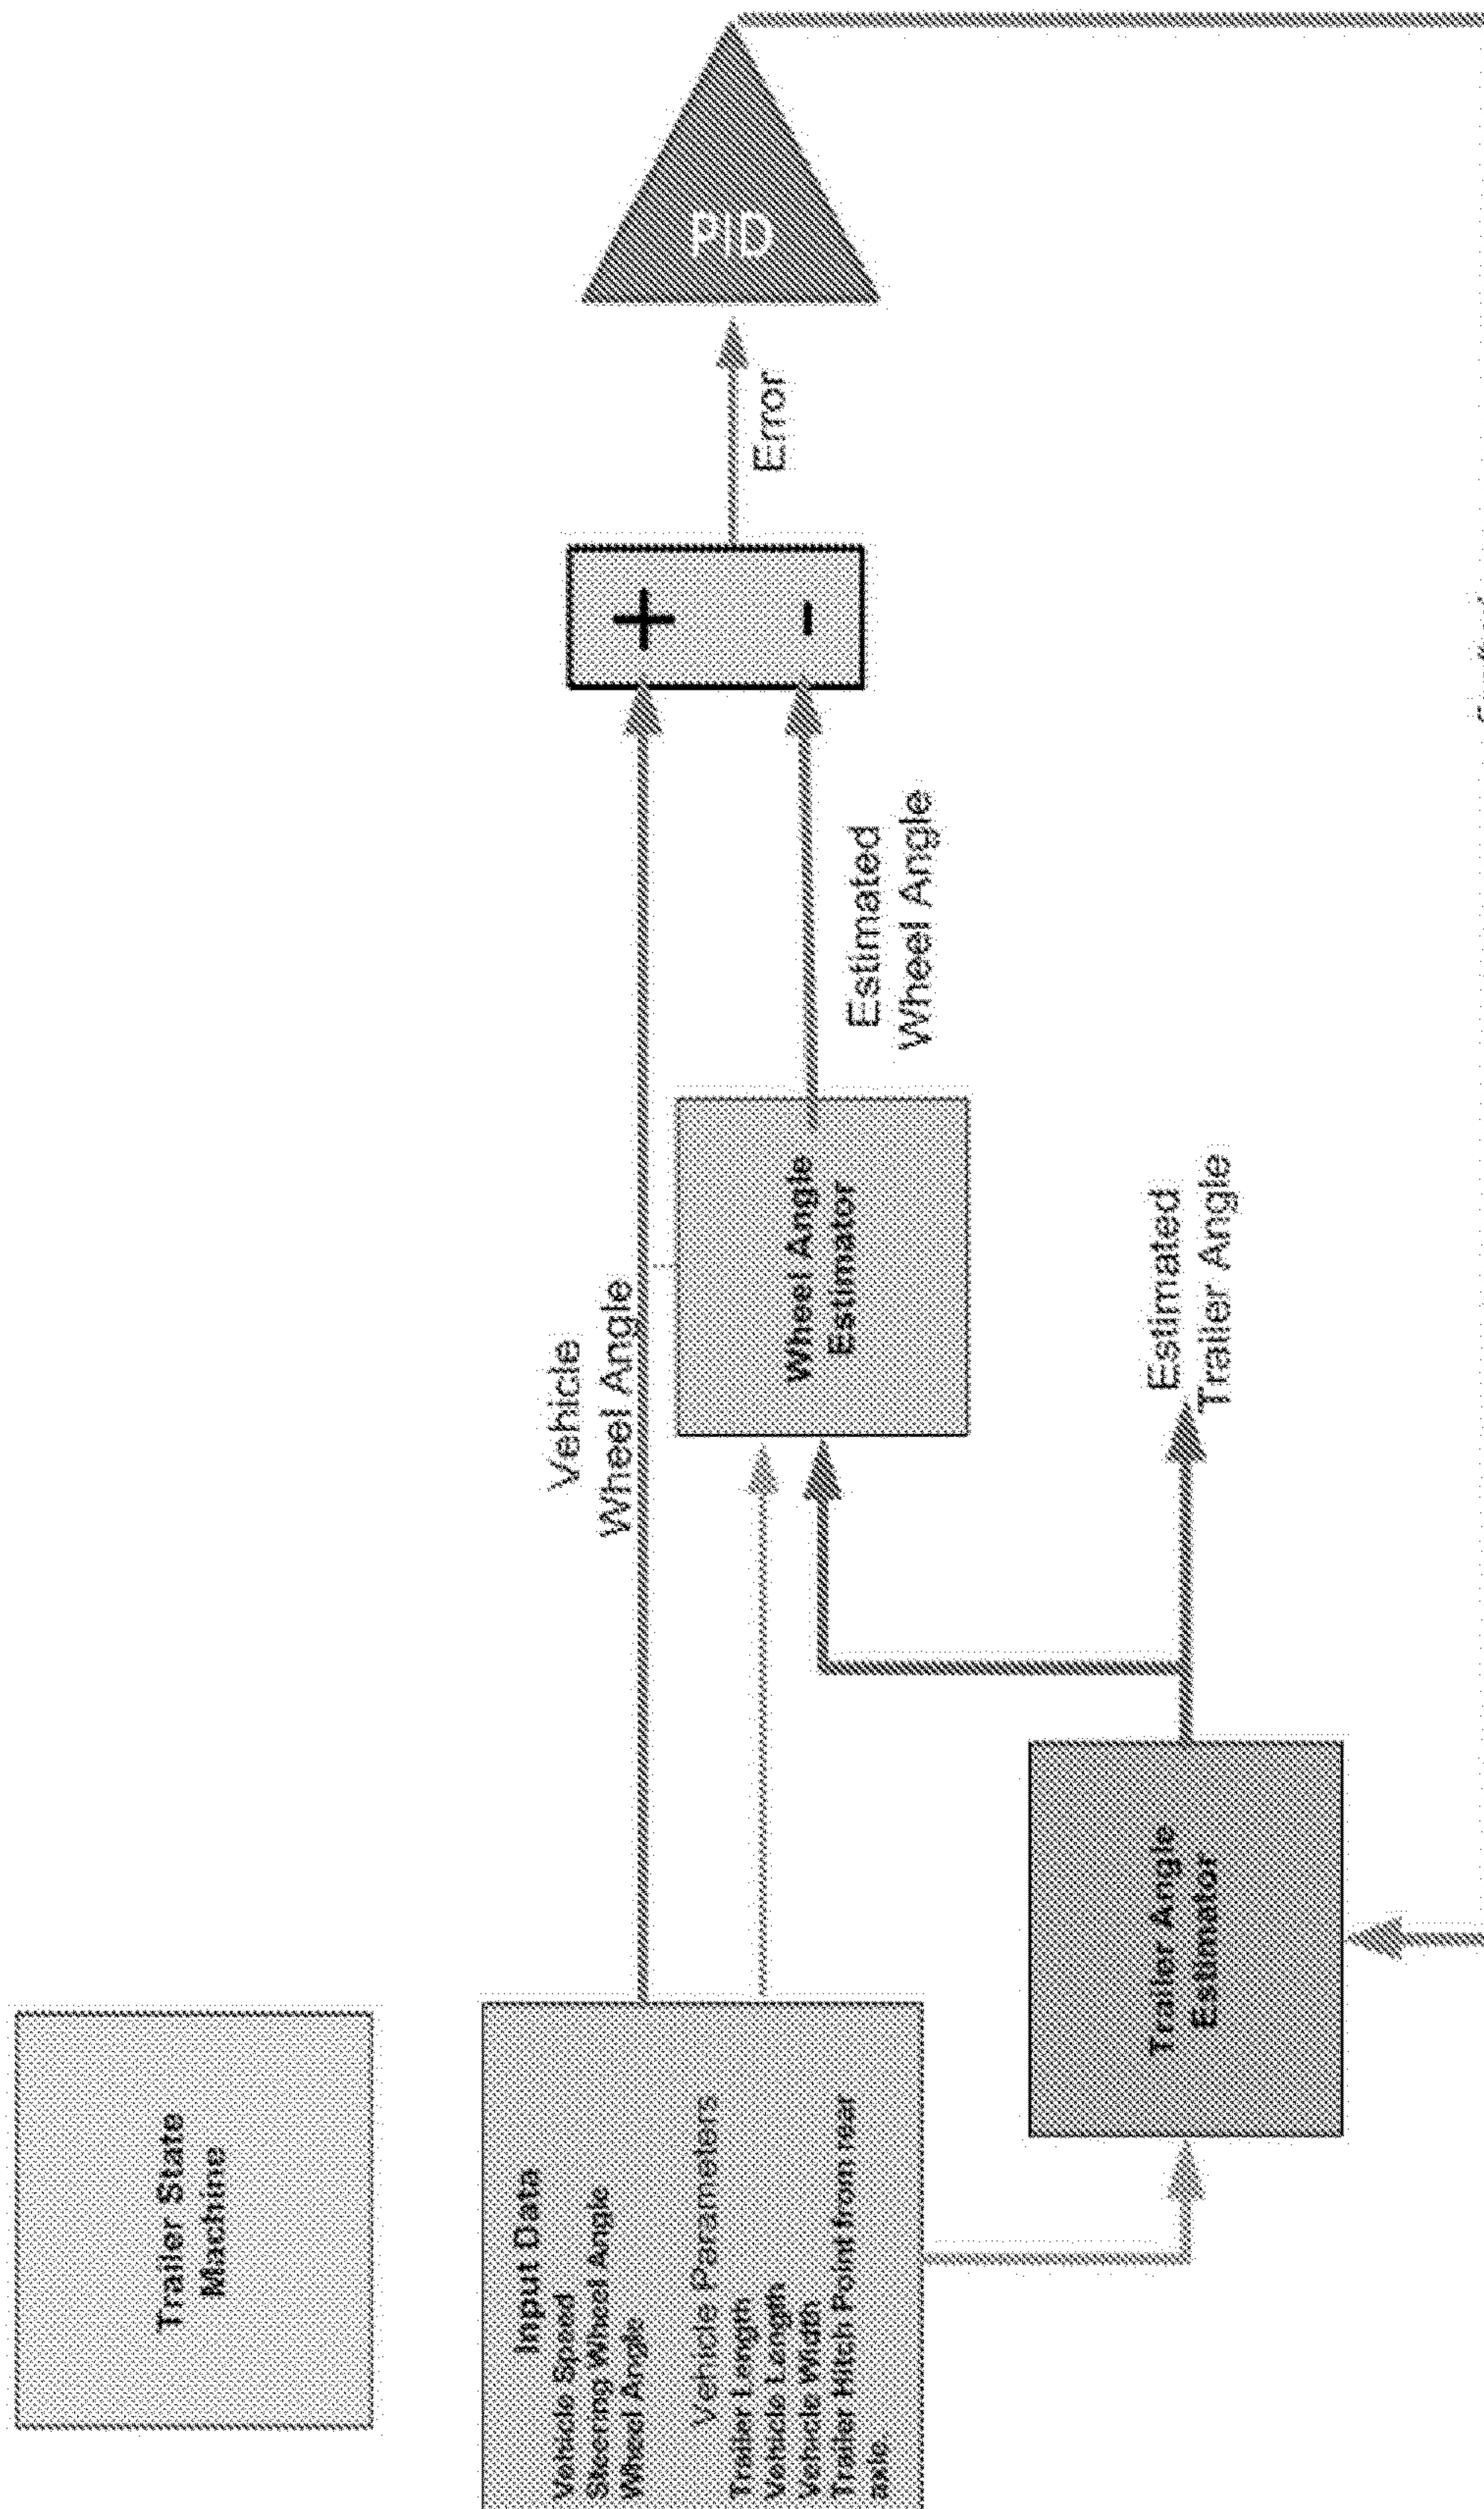 Trailer State
Machine
Input Data
Vehicle Speed
Steering Wheel Angle
Wheel Angle
Vehicle Parameters
Trailer Length
Vehicle Length
Vehicle Width
Trailer Hitch Point from rear
axle.
Vehicle
Wheel Angle
Wheel Angle
Estimator
Estimated
Wheel Angle
+
-
Error
PID
Trailer Angle
Estimator
Estimated
Trailer Angle